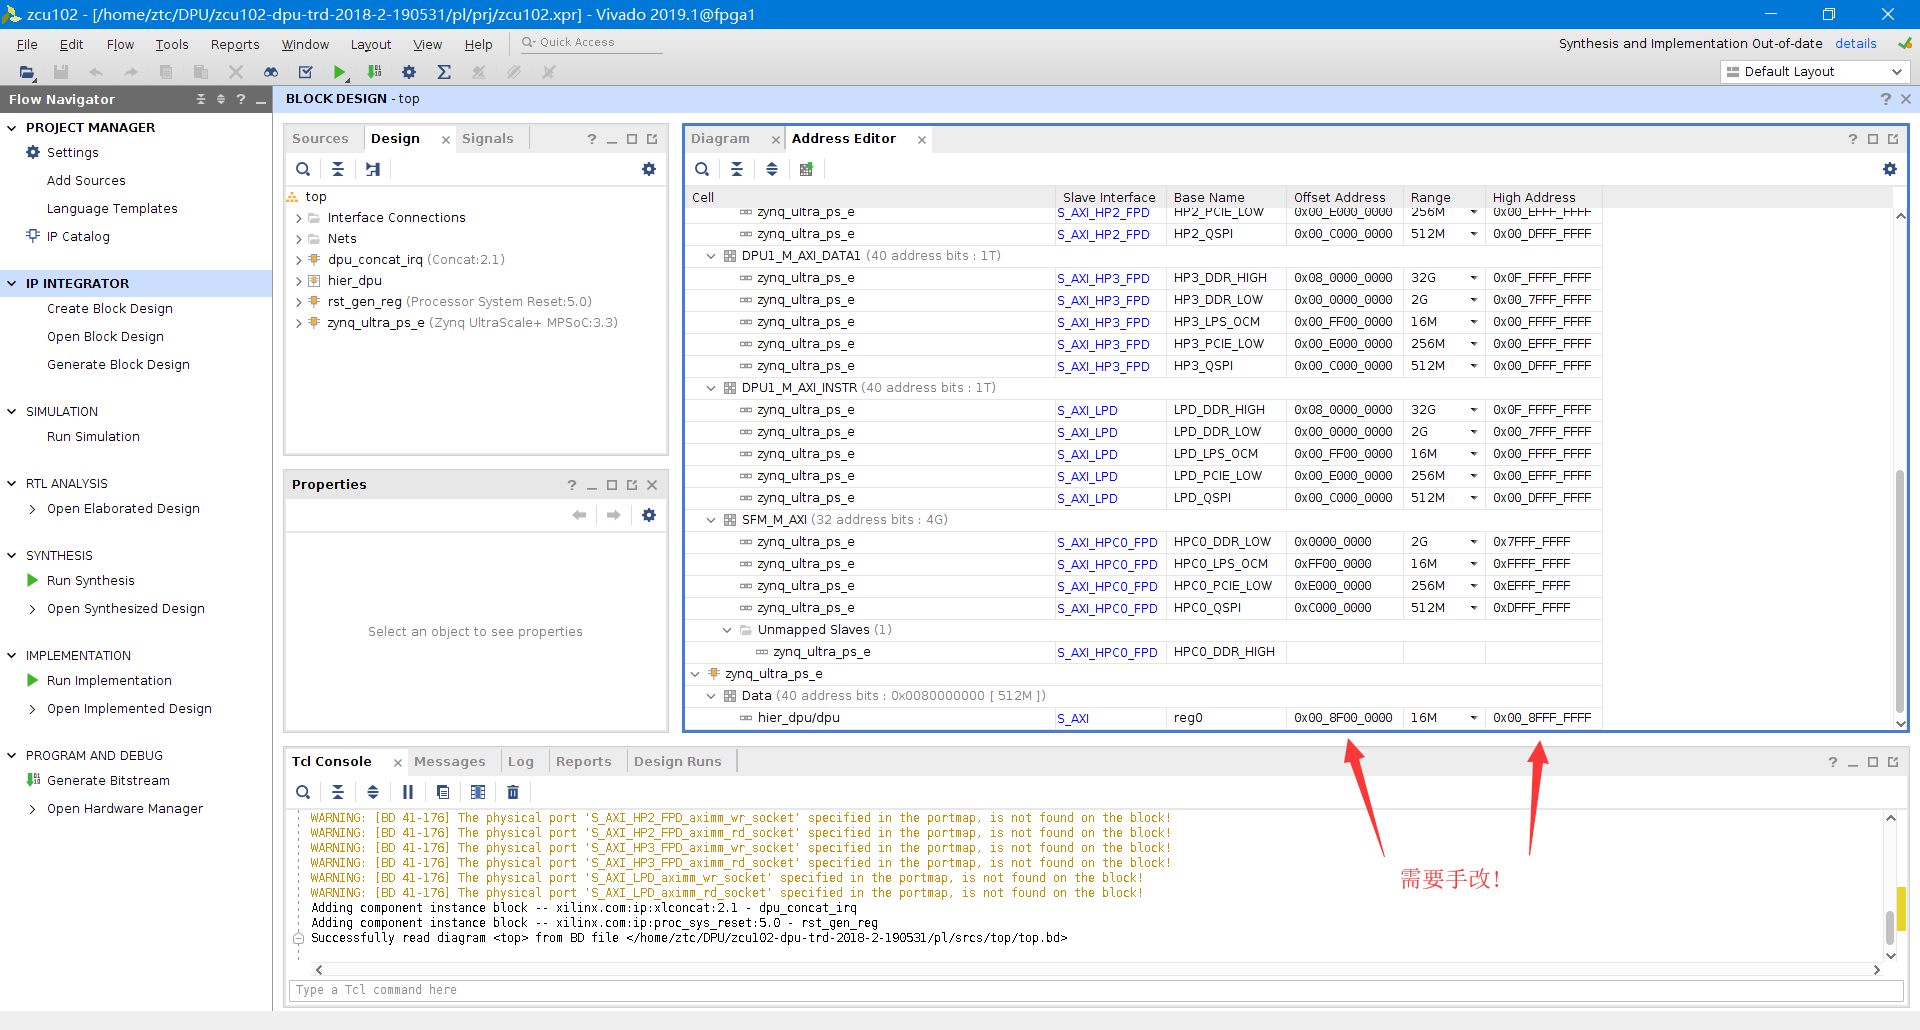 zcu102 - [/home/ztc/DPU/zcu102-dpu-trd-2018-2-190531/pl/prj/zcu102.xpr] - Vivado 2019.1@fpga1
File Edit Flow Tools Reports Window Layout View Help Quick Access
Synthesis and Implementation Out-of-date details
Default Layout
Flow Navigator
PROJECT MANAGER
Settings
Add Sources
Language Templates
IP Catalog
IP INTEGRATOR
Create Block Design
Open Block Design
Generate Block Design
SIMULATION
Run Simulation
RTL ANALYSIS
Open Elaborated Design
SYNTHESIS
Run Synthesis
Open Synthesized Design
IMPLEMENTATION
Run Implementation
Open Implemented Design
PROGRAM AND DEBUG
Generate Bitstream
Open Hardware Manager
BLOCK DESIGN - top
Sources Design Signals
top
Interface Connections
Nets
dpu_concat_irq (Concat:2.1)
hier_dpu
rst_gen_reg (Processor System Reset:5.0)
zynq_ultra_ps_e (Zynq UltraScale+ MPSoC:3.3)
Properties
Select an object to see properties
Diagram Address Editor
Cell Slave Interface Base Name Offset Address Range High Address
zynq_ultra_ps_e S_AXI_HP2_FPD HP2_PCIE_LOW 0x00_E000_0000 256M 0x00_EFFF_FFFF
zynq_ultra_ps_e S_AXI_HP2_FPD HP2_QSPI 0x00_C000_0000 512M 0x00_DFFF_FFFF
DPU1_M_AXI_DATA1 (40 address bits : 1T)
zynq_ultra_ps_e S_AXI_HP3_FPD HP3_DDR_HIGH 0x08_0000_0000 32G 0x0F_FFFF_FFFF
zynq_ultra_ps_e S_AXI_HP3_FPD HP3_DDR_LOW 0x00_0000_0000 2G 0x00_7FFF_FFFF
zynq_ultra_ps_e S_AXI_HP3_FPD HP3_LPS_OCM 0x00_FF00_0000 16M 0x00_FFFF_FFFF
zynq_ultra_ps_e S_AXI_HP3_FPD HP3_PCIE_LOW 0x00_E000_0000 256M 0x00_EFFF_FFFF
zynq_ultra_ps_e S_AXI_HP3_FPD HP3_QSPI 0x00_C000_0000 512M 0x00_DFFF_FFFF
DPU1_M_AXI_INSTR (40 address bits : 1T)
zynq_ultra_ps_e S_AXI_LPD LPD_DDR_HIGH 0x08_0000_0000 32G 0x0F_FFFF_FFFF
zynq_ultra_ps_e S_AXI_LPD LPD_DDR_LOW 0x00_0000_0000 2G 0x00_7FFF_FFFF
zynq_ultra_ps_e S_AXI_LPD LPD_LPS_OCM 0x00_FF00_0000 16M 0x00_FFFF_FFFF
zynq_ultra_ps_e S_AXI_LPD LPD_PCIE_LOW 0x00_E000_0000 256M 0x00_EFFF_FFFF
zynq_ultra_ps_e S_AXI_LPD LPD_QSPI 0x00_C000_0000 512M 0x00_DFFF_FFFF
SFM_M_AXI (32 address bits : 4G)
zynq_ultra_ps_e S_AXI_HPC0_FPD HPC0_DDR_LOW 0x0000_0000 2G 0x7FFF_FFFF
zynq_ultra_ps_e S_AXI_HPC0_FPD HPC0_LPS_OCM 0xFF00_0000 16M 0xFFFF_FFFF
zynq_ultra_ps_e S_AXI_HPC0_FPD HPC0_PCIE_LOW 0xE000_0000 256M 0xEFFF_FFFF
zynq_ultra_ps_e S_AXI_HPC0_FPD HPC0_QSPI 0xC000_0000 512M 0xDFFF_FFFF
Unmapped Slaves (1)
zynq_ultra_ps_e S_AXI_HPC0_FPD HPC0_DDR_HIGH
zynq_ultra_ps_e
Data (40 address bits : 0x0080000000 [ 512M ])
hier_dpu/dpu S_AXI reg0 0x00_8F00_0000 16M 0x00_8FFF_FFFF
需要手改!
Tcl Console Messages Log Reports Design Runs
WARNING: [BD 41-176] The physical port 'S_AXI_HP2_FPD_aximm_wr_socket' specified in the portmap, is not found on the block!
WARNING: [BD 41-176] The physical port 'S_AXI_HP2_FPD_aximm_rd_socket' specified in the portmap, is not found on the block!
WARNING: [BD 41-176] The physical port 'S_AXI_HP3_FPD_aximm_wr_socket' specified in the portmap, is not found on the block!
WARNING: [BD 41-176] The physical port 'S_AXI_HP3_FPD_aximm_rd_socket' specified in the portmap, is not found on the block!
WARNING: [BD 41-176] The physical port 'S_AXI_LPD_aximm_wr_socket' specified in the portmap, is not found on the block!
WARNING: [BD 41-176] The physical port 'S_AXI_LPD_aximm_rd_socket' specified in the portmap, is not found on the block!
Adding component instance block -- xilinx.com:ip:xlconcat:2.1 - dpu_concat_irq
Adding component instance block -- xilinx.com:ip:proc_sys_reset:5.0 - rst_gen_reg
Successfully read diagram <top> from BD file </home/ztc/DPU/zcu102-dpu-trd-2018-2-190531/pl/srcs/top/top.bd>
Type a Tcl command here